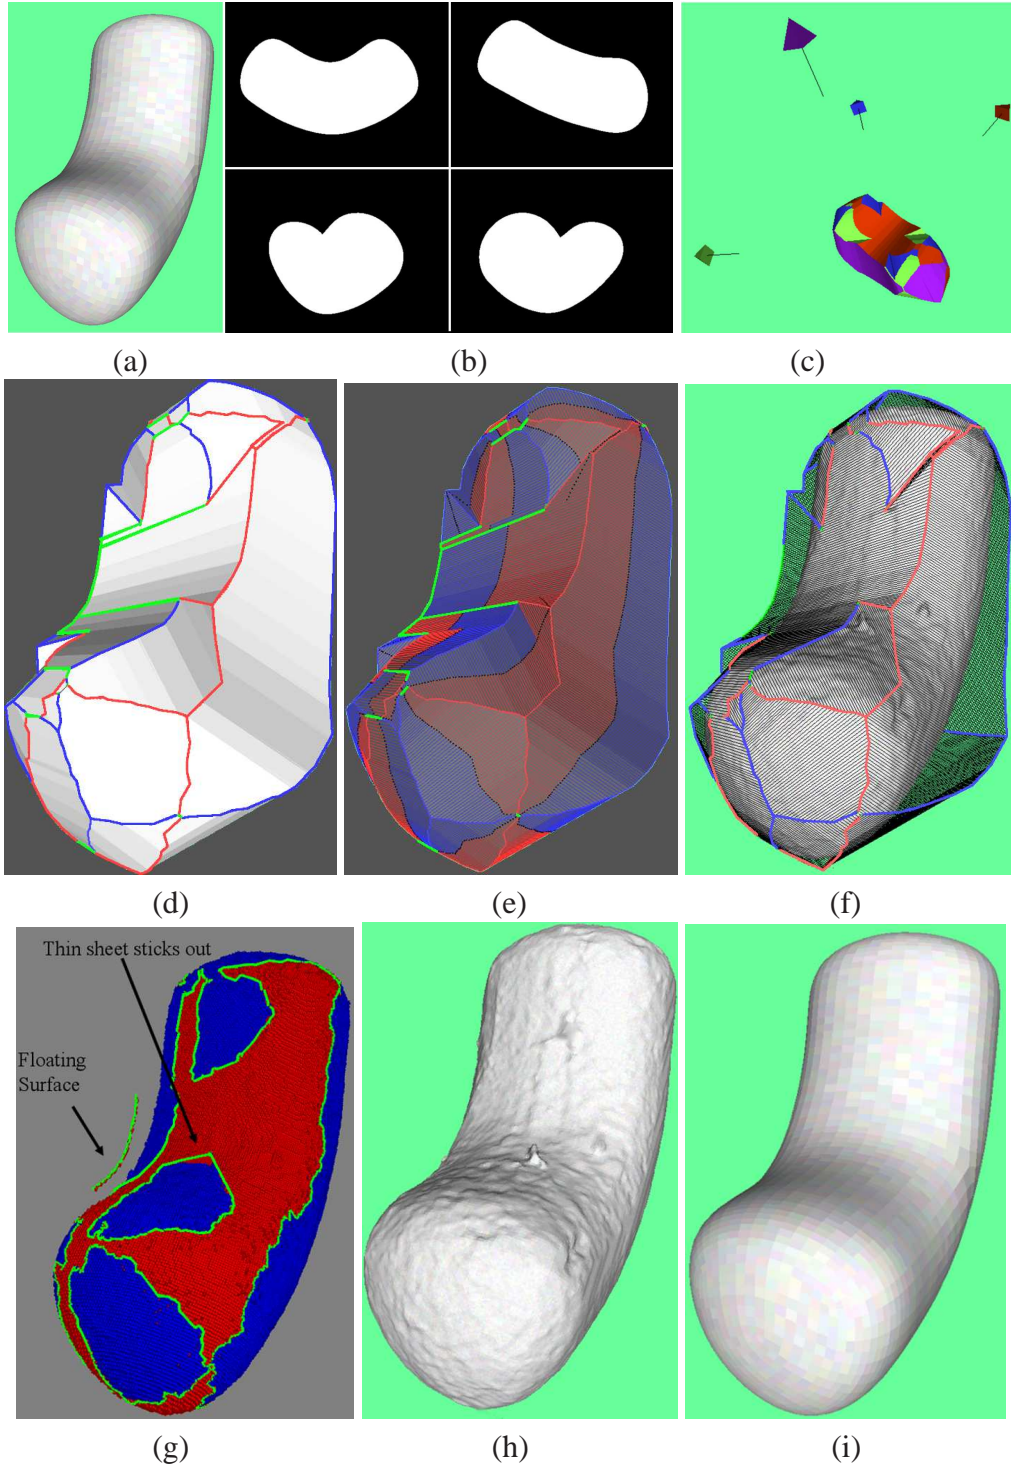 (a)
(b)
(c)
(d)
(e)
(f)
Thin sheet sticks out
Floating
Surface
(g)
(h)
(i)